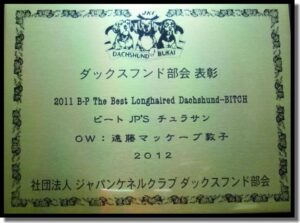 JKC
DACHSHUND BUKAI
ダックスフンド部会 表彰
2011 B-P The Best Longhaired Dachshund-BITCH
ビート JP'S チュラサン
OW：遠藤マッケーブ敦子
2012
社団法人 ジャパンケネルクラブ ダックスフンド部会